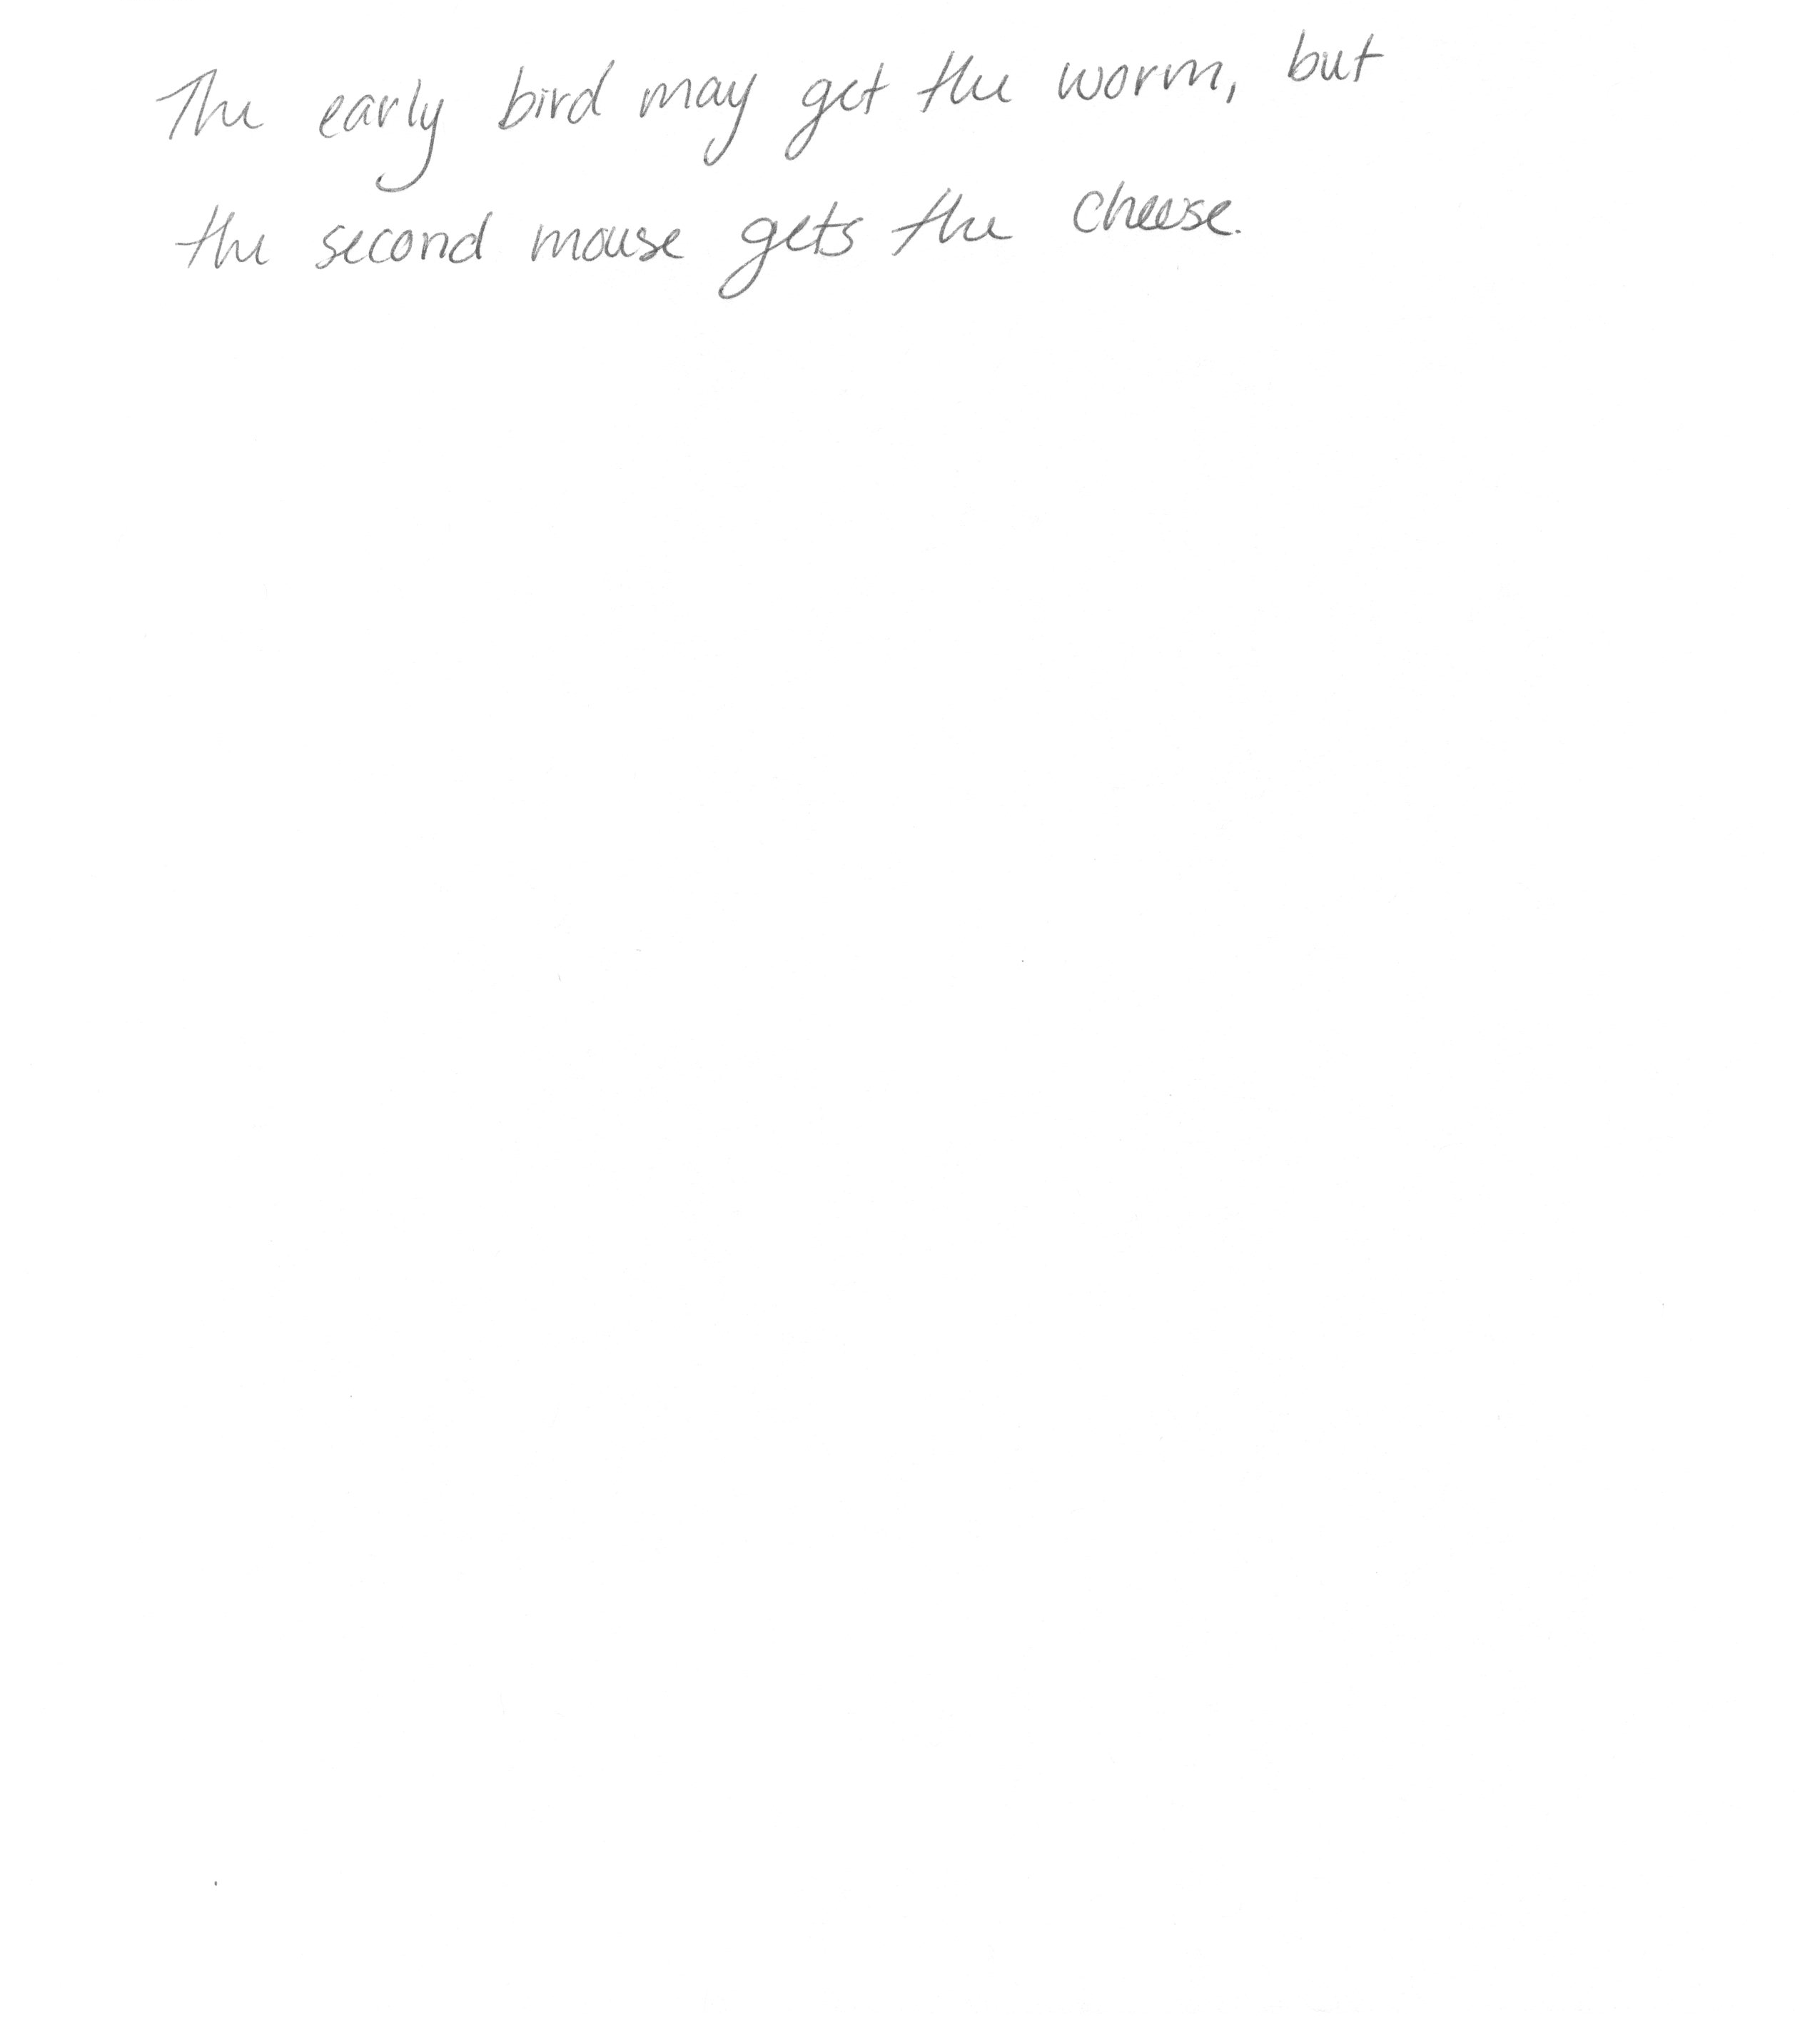 The early bird may get the worm, but
the second mouse gets the cheese.